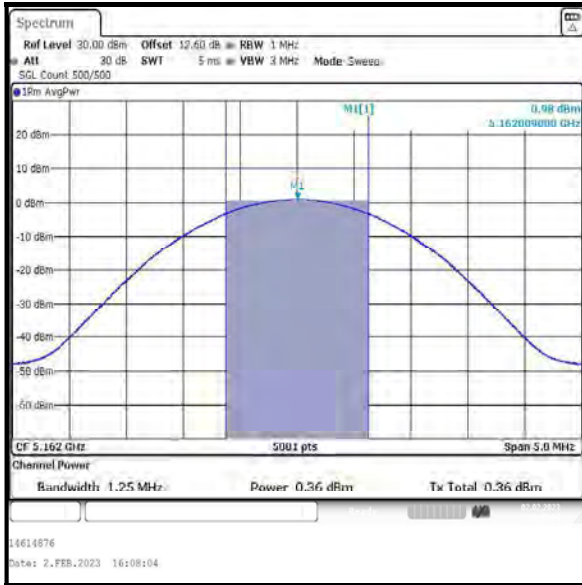 Spectrum
Ref Level 30.00 dBm Offset 12.60 dB RBW 1 MHz
Att 30 dB SWT 5 ms VBW 3 MHz Mode Sweep
SGL Count 500/500
1Rm AvgPwr
M1[1] 0.98 dBm
5.162009000 GHz
20 dBm
10 dBm
M1
0 dBm
-10 dBm
-20 dBm
-30 dBm
-40 dBm
-50 dBm
-60 dBm
CF 5.162 GHz 5001 pts Span 5.0 MHz
Channel Power
Bandwidth 1.25 MHz Power 0.36 dBm Tx Total 0.36 dBm
02.02.2023
14614876
Date: 2.FEB.2023 16:08:04